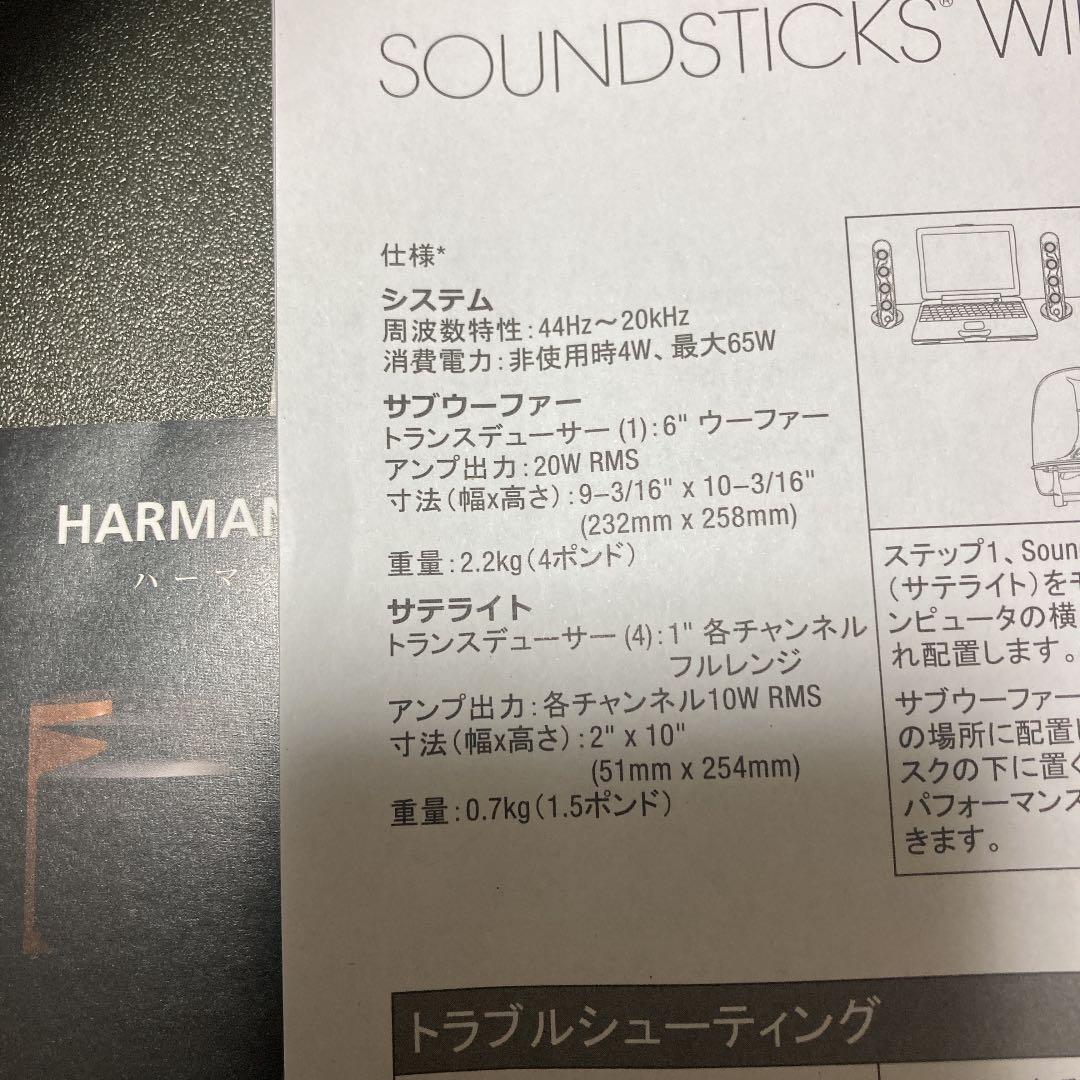 SOUNDSTICKS®
仕様*
システム
周波数特性:44Hz～20kHz
消費電力:非使用時4W、最大65W
サブウーファー
トランスデューサー (1):6" ウーファー
アンプ出力:20W RMS
寸法(幅x高さ):9–3/16" x 10–3/16"
(232mm x 258mm)
重量:2.2kg(4ポンド)
サテライト
トランスデューサー (4):1" 各チャンネル
フルレンジ
アンプ出力:各チャンネル10W RMS
寸法(幅x高さ):2" x 10"
(51mm x 254mm)
重量:0.7kg(1.5ポンド)
ステップ1、Soun
(サテライト)をモ
ンピュータの横
れ配置します。
サブウーファー
の場所に配置し
スクの下に置く
パフォーマンス
きます。
トラブルシューティング
HARMAN
ハーマン